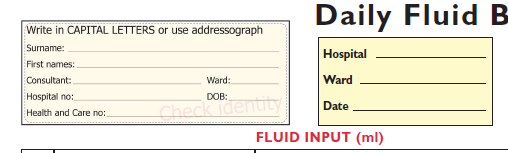 Daily Fluid B
Write in CAPITAL LETTERS or use addressograph
Surname:
First names:
Consultant: Ward:
Hospital no: DOB:
Health and Care no:
Check identity
Hospital
Ward
Date
FLUID INPUT (ml)